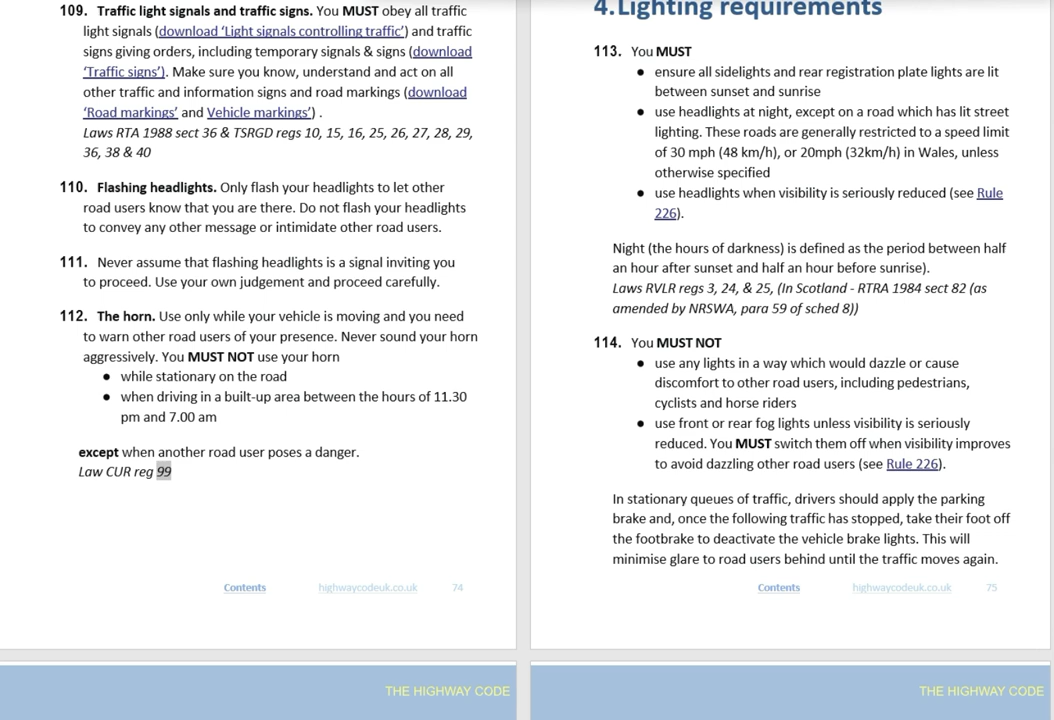 109. Traffic light signals and traffic signs. You MUST obey all traffic
light signals (download ‘Light signals controlling traffic’) and traffic
signs giving orders, including temporary signals & signs (download
‘Traffic signs’). Make sure you know, understand and act on all
other traffic and information signs and road markings (download
‘Road markings’ and Vehicle markings’) .
Laws RTA 1988 sect 36 & TSRGD regs 10, 15, 16, 25, 26, 27, 28, 29,
36, 38 & 40
110. Flashing headlights. Only flash your headlights to let other
road users know that you are there. Do not flash your headlights
to convey any other message or intimidate other road users.
111. Never assume that flashing headlights is a signal inviting you
to proceed. Use your own judgement and proceed carefully.
112. The horn. Use only while your vehicle is moving and you need
to warn other road users of your presence. Never sound your horn
aggressively. You MUST NOT use your horn
● while stationary on the road
● when driving in a built-up area between the hours of 11.30
pm and 7.00 am
except when another road user poses a danger.
Law CUR reg 99
Contents highwaycodeuk.co.uk 74
4.Lighting requirements
113. You MUST
● ensure all sidelights and rear registration plate lights are lit
between sunset and sunrise
● use headlights at night, except on a road which has lit street
lighting. These roads are generally restricted to a speed limit
of 30 mph (48 km/h), or 20mph (32km/h) in Wales, unless
otherwise specified
● use headlights when visibility is seriously reduced (see Rule
226).
Night (the hours of darkness) is defined as the period between half
an hour after sunset and half an hour before sunrise).
Laws RVLR regs 3, 24, & 25, (In Scotland - RTRA 1984 sect 82 (as
amended by NRSWA, para 59 of sched 8))
114. You MUST NOT
● use any lights in a way which would dazzle or cause
discomfort to other road users, including pedestrians,
cyclists and horse riders
● use front or rear fog lights unless visibility is seriously
reduced. You MUST switch them off when visibility improves
to avoid dazzling other road users (see Rule 226).
In stationary queues of traffic, drivers should apply the parking
brake and, once the following traffic has stopped, take their foot off
the footbrake to deactivate the vehicle brake lights. This will
minimise glare to road users behind until the traffic moves again.
Contents highwaycodeuk.co.uk 75
THE HIGHWAY CODE
THE HIGHWAY CODE